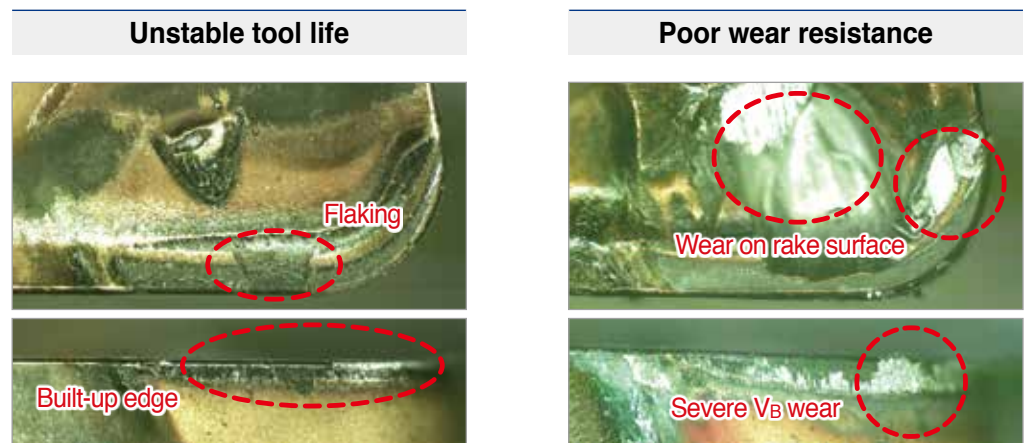 Unstable tool life
Poor wear resistance
Flaking
Wear on rake surface
Built-up edge
Severe VB wear